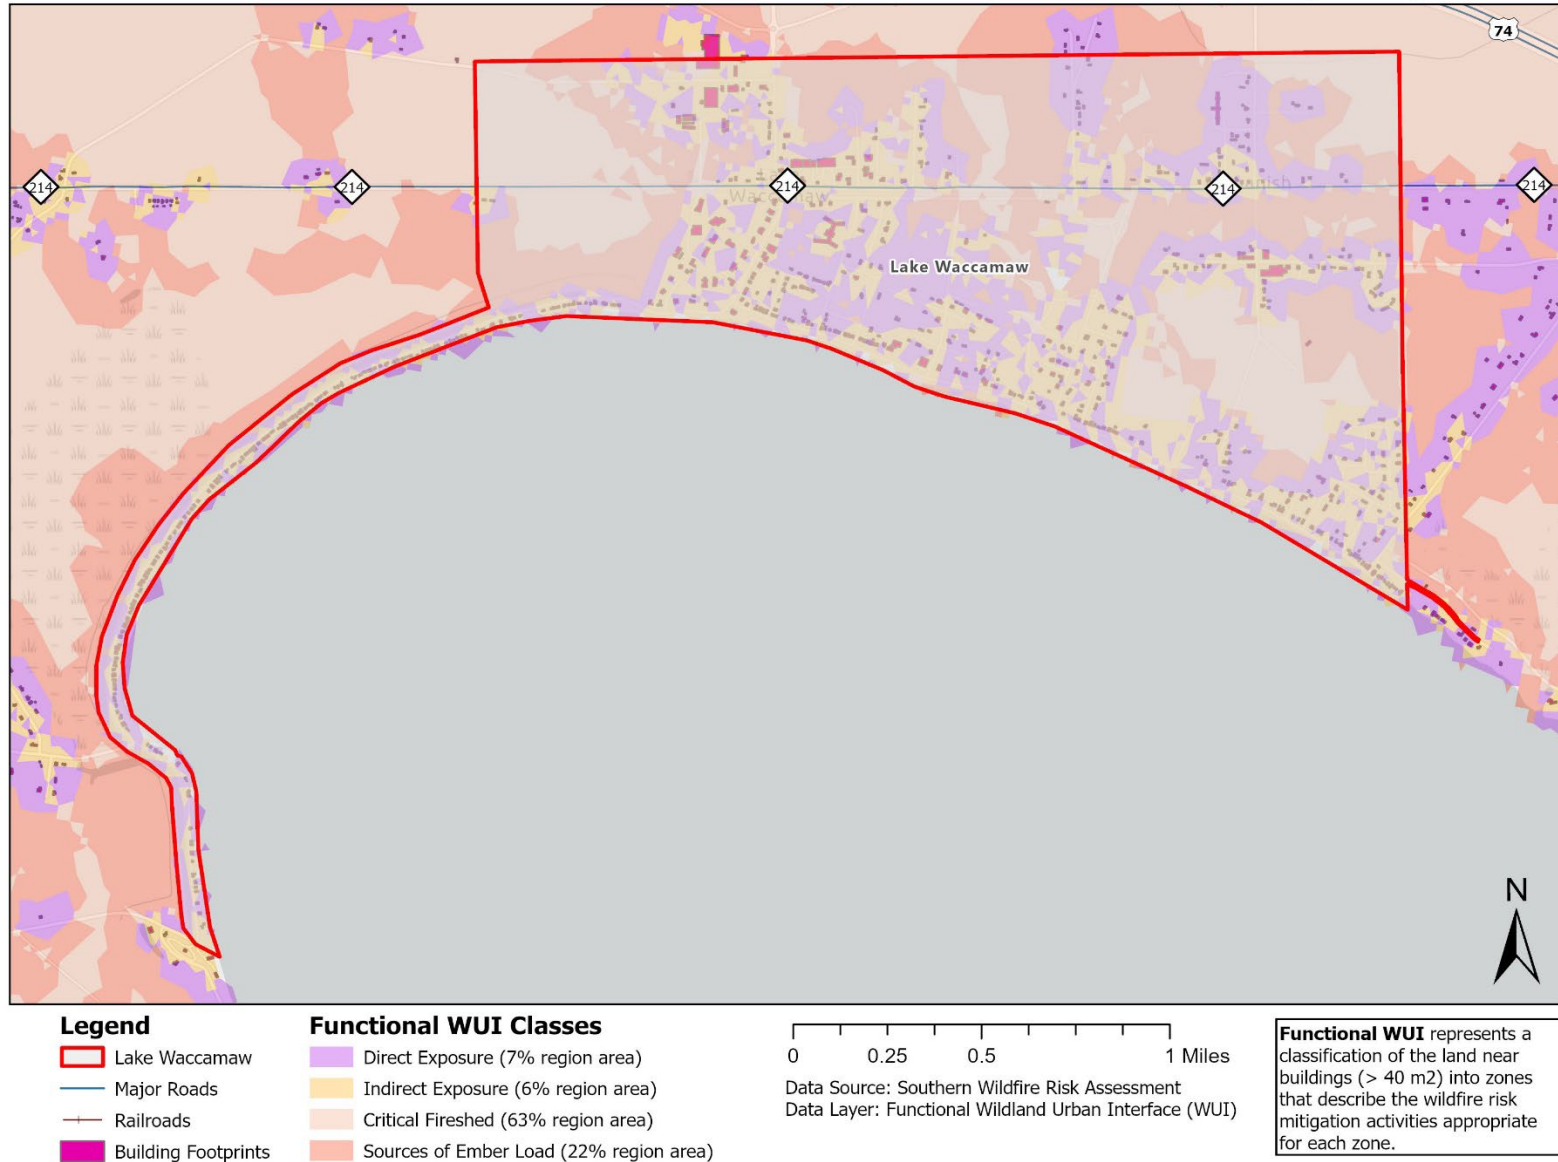 74
214
214
214
214
214
Waccamaw
Lake Waccamaw
N
Legend
Lake Waccamaw
Major Roads
Railroads
Building Footprints
Functional WUI Classes
Direct Exposure (7% region area)
Indirect Exposure (6% region area)
Critical Fireshed (63% region area)
Sources of Ember Load (22% region area)
0 0.25 0.5 1 Miles
Data Source: Southern Wildfire Risk Assessment
Data Layer: Functional Wildland Urban Interface (WUI)
Functional WUI represents a
classification of the land near
buildings (> 40 m2) into zones
that describe the wildfire risk
mitigation activities appropriate
for each zone.